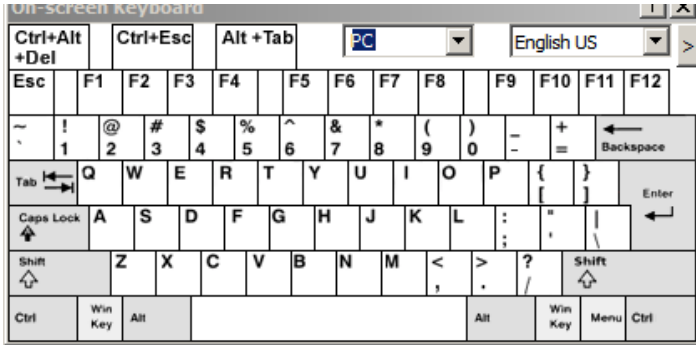 On-screen Keyboard
Ctrl+Alt +Del Ctrl+Esc Alt +Tab PC English US >
Esc F1 F2 F3 F4 F5 F6 F7 F8 F9 F10 F11 F12
~ ! @ # $ % ^ & * ( ) _ +
` 1 2 3 4 5 6 7 8 9 0 - = Backspace
Tab Q W E R T Y U I O P { }
[ ] Enter
Caps Lock A S D F G H J K L : " |
; ' \
Shift Z X C V B N M < > ? Shift
, . /
Ctrl Win Key Alt Alt Win Key Menu Ctrl